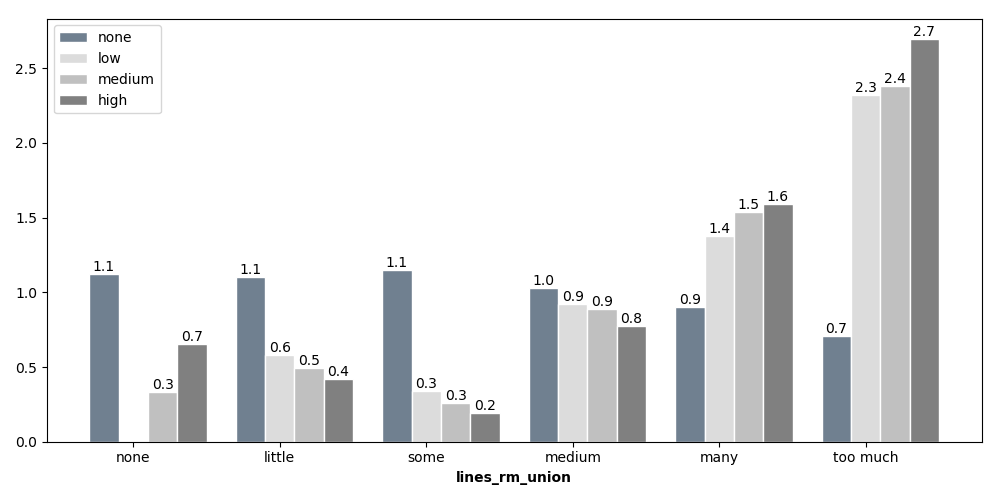 none
low
medium
high
2.5
2.0
1.5
1.0
0.5
0.0
1.1 0.3 0.7
1.1 0.6 0.5 0.4
1.1 0.3 0.3 0.2
1.0 0.9 0.9 0.8
0.9 1.4 1.5 1.6
0.7 2.3 2.4 2.7
none little some medium many too much
lines_rm_union